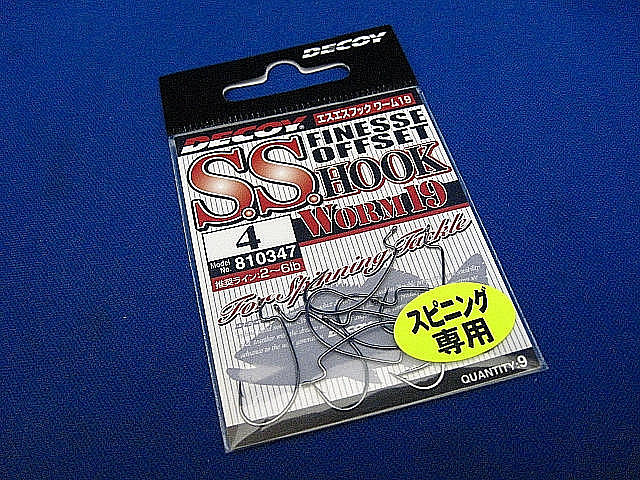 DECOY
エスエスフック ワーム19
DECOY
FINESSE
OFFSET
S.S.HOOK
WORM19
4
Model No. 810347
推奨ライン:2〜6lb
For Spinning Tackle
スピニング
専用
DECOY
QUANTITY:9